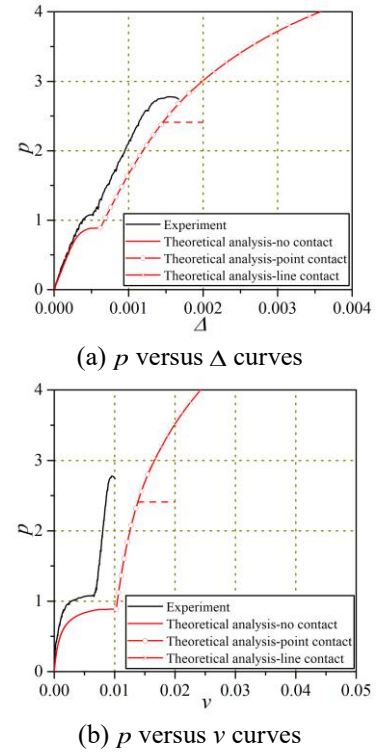 4
3
2
1
0
p
Experiment
Theoretical analysis-no contact
Theoretical analysis-point contact
Theoretical analysis-line contact
0.000 0.001 0.002 0.003 0.004
Δ
(a) p versus Δ curves
4
3
2
1
0
p
Experiment
Theoretical analysis-no contact
Theoretical analysis-point contact
Theoretical analysis-line contact
0.00 0.01 0.02 0.03 0.04 0.05
v
(b) p versus v curves